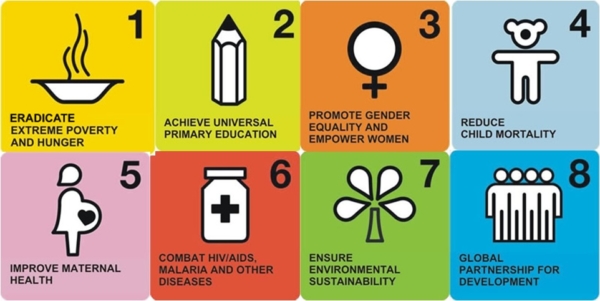 1
ERADICATE
EXTREME POVERTY
AND HUNGER
2
ACHIEVE UNIVERSAL
PRIMARY EDUCATION
3
PROMOTE GENDER
EQUALITY AND
EMPOWER WOMEN
4
REDUCE
CHILD MORTALITY
5
IMPROVE MATERNAL
HEALTH
6
COMBAT HIV/AIDS,
MALARIA AND OTHER
DISEASES
7
ENSURE
ENVIRONMENTAL
SUSTAINABILITY
8
GLOBAL
PARTNERSHIP FOR
DEVELOPMENT